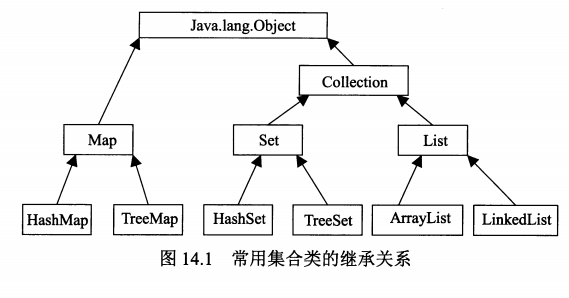 Java.lang.Object
Collection
Map
Set
List
HashMap
TreeMap
HashSet
TreeSet
ArrayList
LinkedList
图 14.1 常用集合类的继承关系